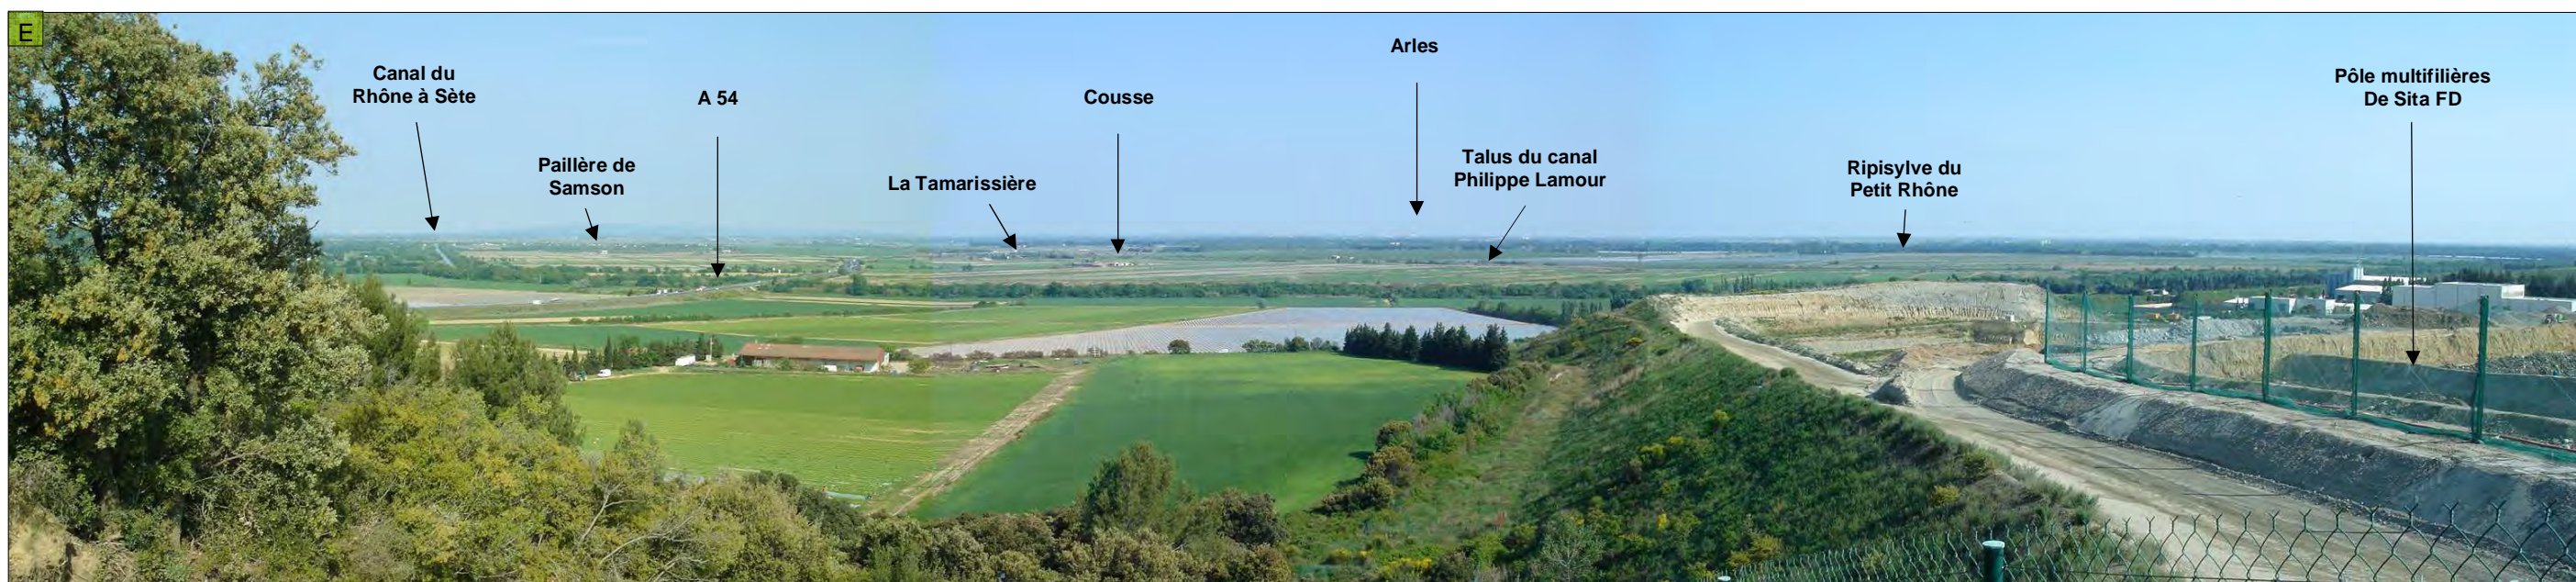 E
Canal du
Rhône à Sète
Paillère de
Samson
A 54
La Tamarissière
Cousse
Arles
Talus du canal
Philippe Lamour
Ripisylve du
Petit Rhône
Pôle multifilières
De Sita FD